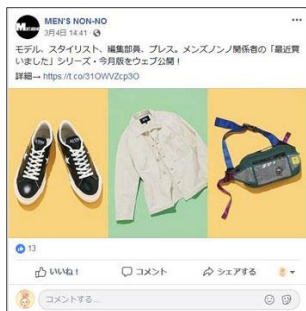 MEN'S NON-NO
3月4日 14:41
モデル、スタイリスト、編集部員、プレス。メンズノンノ関係者の「最近買
いました」シリーズ・今月版をウェブ公開！
詳細→ https://t.co/31OWVZcp3O
13
いいね！
コメント
シェアする
コメントする...